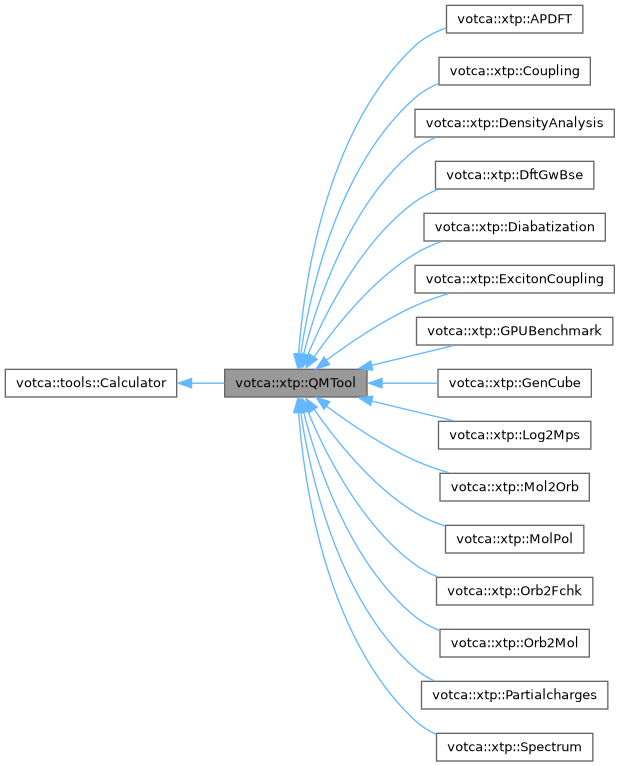 votca::xtp::APDFT
votca::xtp::Coupling
votca::xtp::DensityAnalysis
votca::xtp::DftGwBse
votca::xtp::Diabatization
votca::xtp::ExcitonCoupling
votca::xtp::GPUBenchmark
votca::tools::Calculator
votca::xtp::QMTool
votca::xtp::GenCube
votca::xtp::Log2Mps
votca::xtp::Mol2Orb
votca::xtp::MolPol
votca::xtp::Orb2Fchk
votca::xtp::Orb2Mol
votca::xtp::Partialcharges
votca::xtp::Spectrum